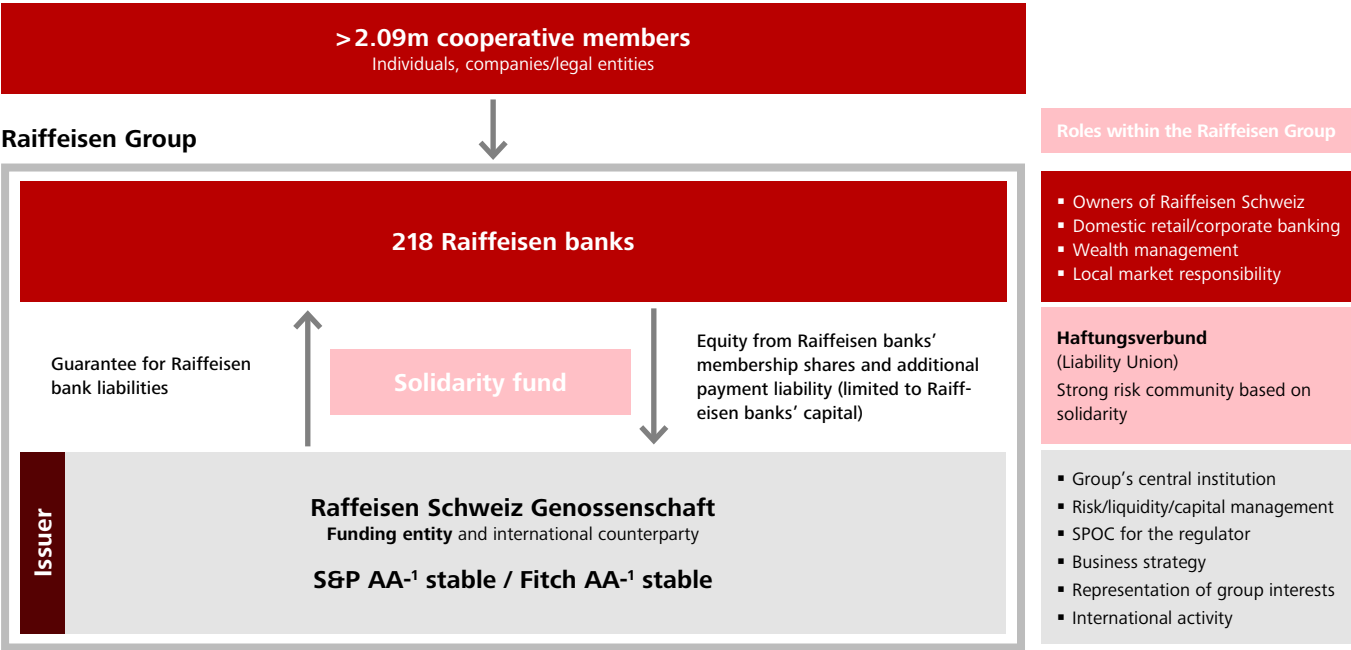 >2.09m cooperative members
Individuals, companies/legal entities
Raiffeisen Group
Roles within the Raiffeisen Group
218 Raiffeisen banks
▪ Owners of Raiffeisen Schweiz
▪ Domestic retail/corporate banking
▪ Wealth management
▪ Local market responsibility
Guarantee for Raiffeisen
bank liabilities
Solidarity fund
Equity from Raiffeisen banks’
membership shares and additional
payment liability (limited to Raiff-
eisen banks’ capital)
Haftungsverbund
(Liability Union)
Strong risk community based on
solidarity
Issuer
Raffeisen Schweiz Genossenschaft
Funding entity and international counterparty
S&P AA-¹ stable / Fitch AA-¹ stable
▪ Group’s central institution
▪ Risk/liquidity/capital management
▪ SPOC for the regulator
▪ Business strategy
▪ Representation of group interests
▪ International activity